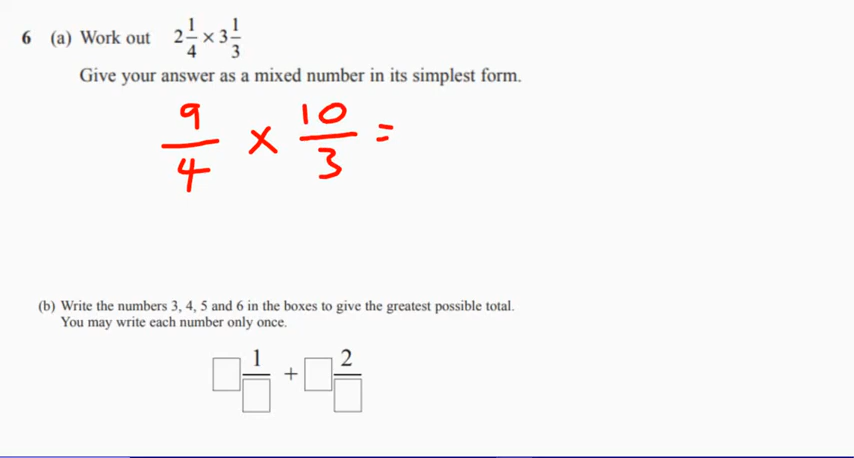 6 (a) Work out 2 1/4 × 3 1/3
Give your answer as a mixed number in its simplest form.
9/4 × 10/3 =
(b) Write the numbers 3, 4, 5 and 6 in the boxes to give the greatest possible total.
You may write each number only once.
□ 1/□ + □ 2/□